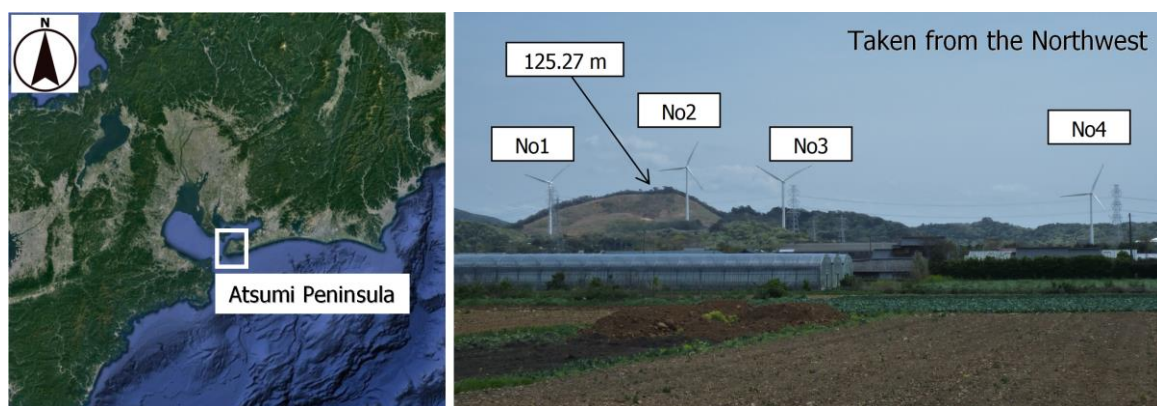 N
Atsumi Peninsula
Taken from the Northwest
125.27 m
No2
No1
No3
No4